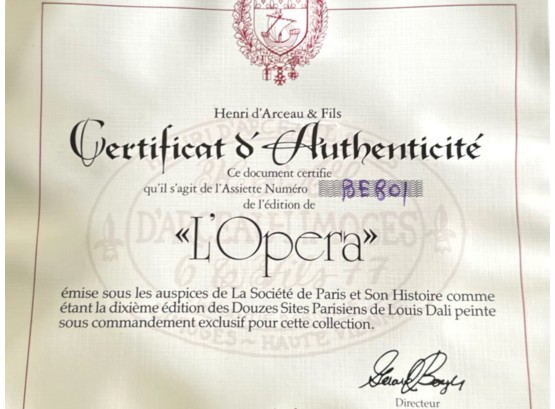 Henri d'Arceau & Fils
Certificat d'Authenticité
Ce document certifie
qu'il s'agit de l'Assiette Numéro BE801
de l'édition de
«L'Opera»
émise sous les auspices de La Société de Paris et Son Histoire comme
étant la dixième édition des Douzes Sites Parisiens de Louis Dali peinte
sous commandement exclusif pour cette collection.
Directeur